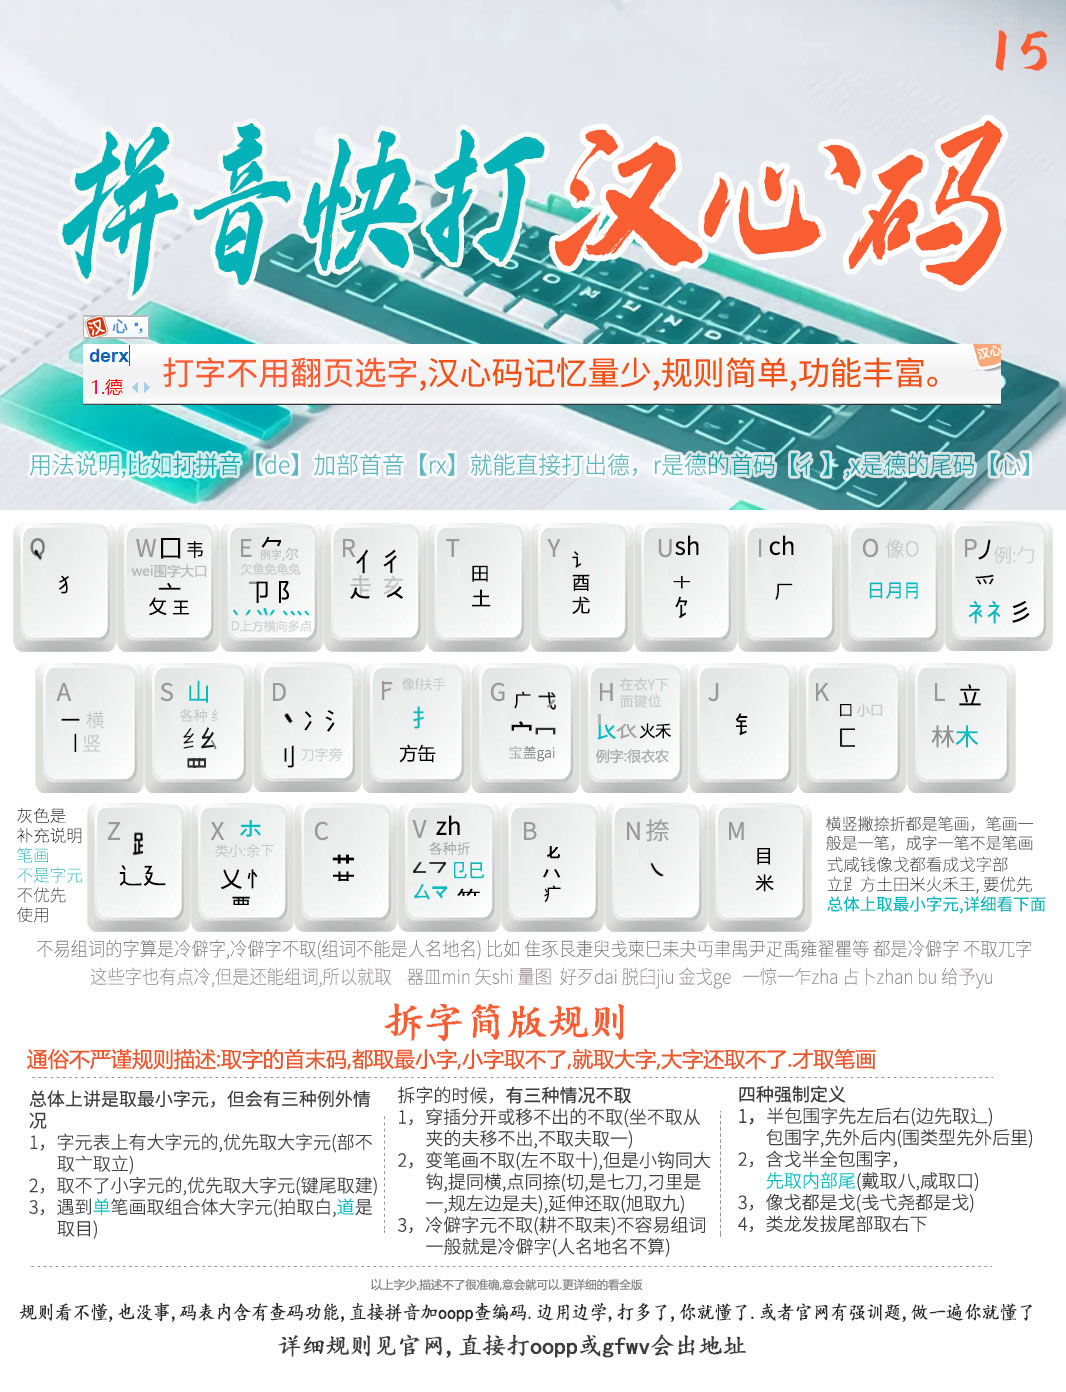 15
拼音快打汉心码
汉 心
derx
1.德
打字不用翻页选字,汉心码记忆量少,规则简单,功能丰富。
汉心
用法说明,比如打拼音【de】加部首音【rx】就能直接打出德，r是德的首码【彳】,x是德的尾码【心】
Q 犭
W 囗 韦
wei围字大口
亠
攵 王
E 𠂊
例字,尔
欠鱼免龟兔
卩 阝
D上方横向多点
R 亻 彳
走 亥
T 田
土
Y 讠
酉
尤
U sh
十
饣
I ch
厂
O 像O
日月
P 丿 例:勹
爫
衤礻 彡
A 一 横
丨 竖
S 山
各种 纟
纟 幺
罒
D 丶 冫 氵
刂 刀字旁
F 像f扶手
扌
方缶
G 广 弋
宀 冖
宝盖gai
H 在衣Y下
面键位
衣 火禾
例字:很衣农
J 钅
K 口 小口
匚
L 立
林木
灰色是
补充说明
笔画
不是字元
不优先
使用
Z
辶廴
X
类小:余下
乂 忄
覀
C 艹
V zh
各种折
巳
厶龴
B
疒
N 捺
㇏
M 目
米
横竖撇捺折都是笔画，笔画一
般是一笔，成字一笔不是笔画
式咸钱像戈都看成戈字部
立𧾷方土田米火禾王, 要优先
总体上取最小字元,详细看下面
不易组词的字算是冷僻字,冷僻字不取(组词不能是人名地名) 比如 隹豕艮疌臾戋柬巳耒夬丏聿禺尹疋禹雍翟瞿等 都是冷僻字 不取兀字
这些字也有点冷,但是还能组词,所以就取 器皿min 矢shi 量图 好歹dai 脱臼jiu 金戈ge 一惊一乍zha 占卜zhan bu 给予yu
拆字简版规则
通俗不严谨规则描述:取字的首末码,都取最小字.小字取不了,就取大字,大字还取不了.才取笔画
总体上讲是取最小字元，但会有三种例外情
况
1，字元表上有大字元的,优先取大字元(部不
取亠取立)
2，取不了小字元的,优先取大字元(键尾取建)
3，遇到单笔画取组合体大字元(拍取白,道是
取目)
拆字的时候，有三种情况不取
1，穿插分开或移不出的不取(坐不取从
夹的夫移不出,不取夫取一)
2，变笔画不取(左不取十),但是小钩同大
钩,提同横,点同捺(切,是七刀,刁里是
一,规左边是夫),延伸还取(旭取九)
3，冷僻字元不取(耕不取耒)不容易组词
一般就是冷僻字(人名地名不算)
四种强制定义
1，半包围字先左后右(边先取辶)
包围字,先外后内(围类型先外后里)
2，含戈半全包围字，
先取内部尾(戴取八,咸取口)
3，像戈都是戈(戋弋尧都是戈)
4，类龙发拔尾部取右下
以上字少,描述不了很准确,意会就可以.更详细的看全版
规则看不懂,也没事,码表内含有查码功能,直接拼音加oopp查编码.边用边学,打多了,你就懂了.或者官网有强训题,做一遍你就懂了
详细规则见官网,直接打oopp或gfwv会出地址